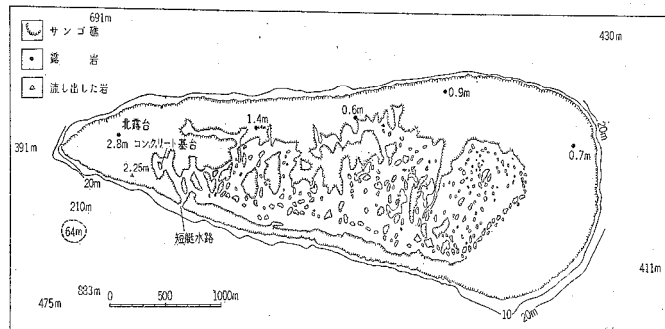 691m
430m
サンゴ礁
露岩
流し出した岩
0.9m
0.6m
1.4m
北露台
2.8m コンクリート基台
391m
2.25m
0.7m
20m
20m
210m
64m
短艇水路
411m
883m
475m
0 500 1000m
10
20m